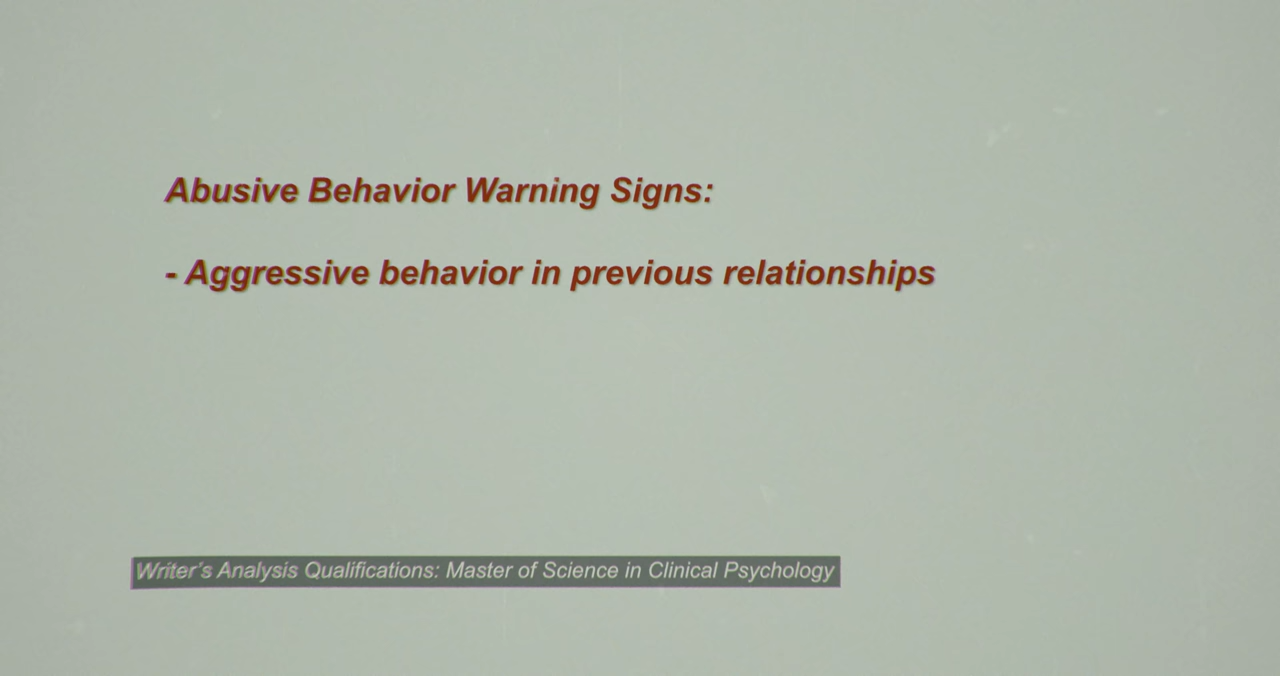 Abusive Behavior Warning Signs:
- Aggressive behavior in previous relationships
Writer's Analysis Qualifications: Master of Science in Clinical Psychology